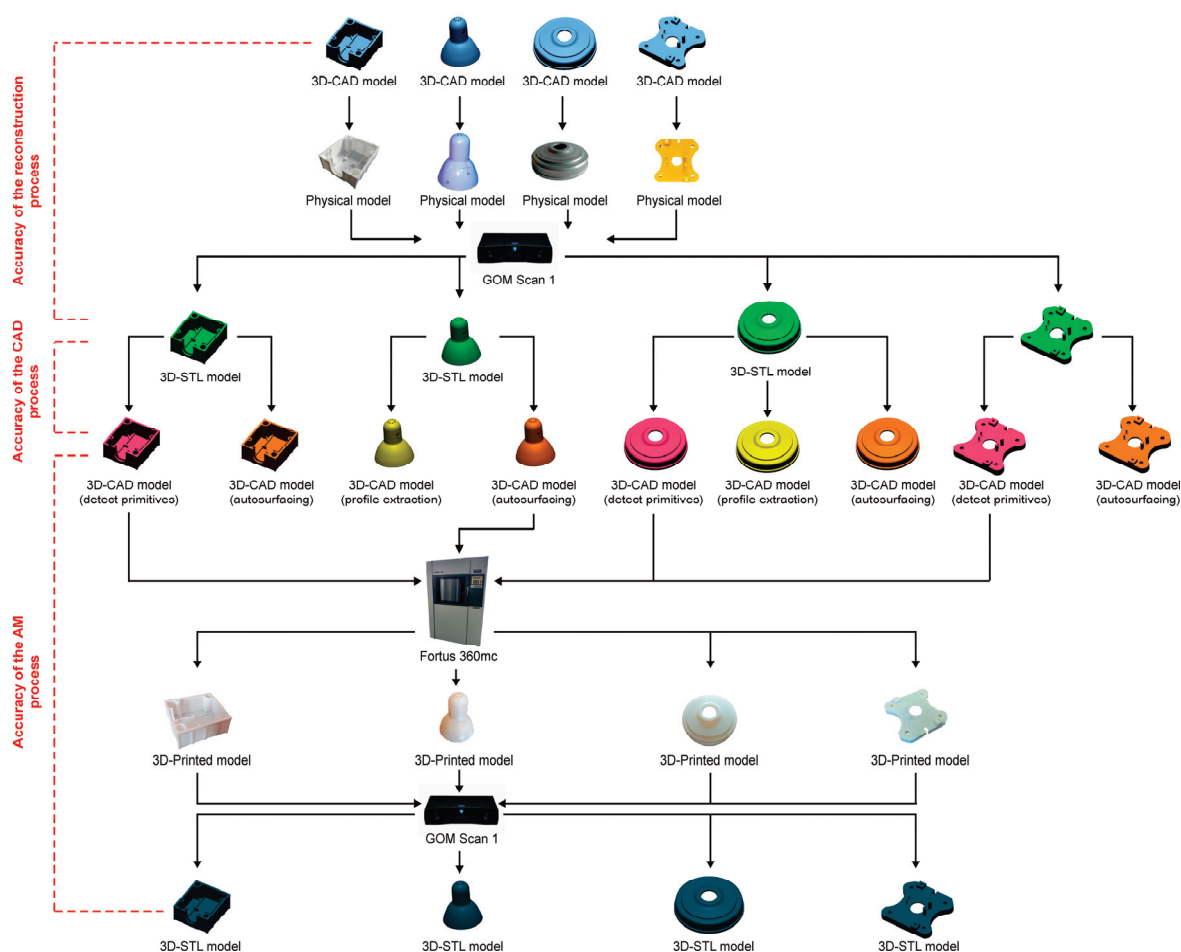 3D-CAD model 3D-CAD model 3D-CAD model 3D-CAD model
Physical model Physical model Physical model Physical model
GOM Scan 1
Accuracy of the reconstruction
process
3D-STL model 3D-STL model 3D-STL model
Accuracy of the CAD
process
3D-CAD model 3D-CAD model 3D-CAD model 3D-CAD model 3D-CAD model 3D-CAD model 3D-CAD model 3D-CAD model 3D-CAD model
(detect primitives) (autosurfacing) (profile extraction) (autosurfacing) (detect primitives) (profile extraction) (autosurfacing) (detect primitives) (autosurfacing)
Fortus 360mc
Accuracy of the AM
process
3D-Printed model 3D-Printed model 3D-Printed model 3D-Printed model
GOM Scan 1
3D-STL model 3D-STL model 3D-STL model 3D-STL model